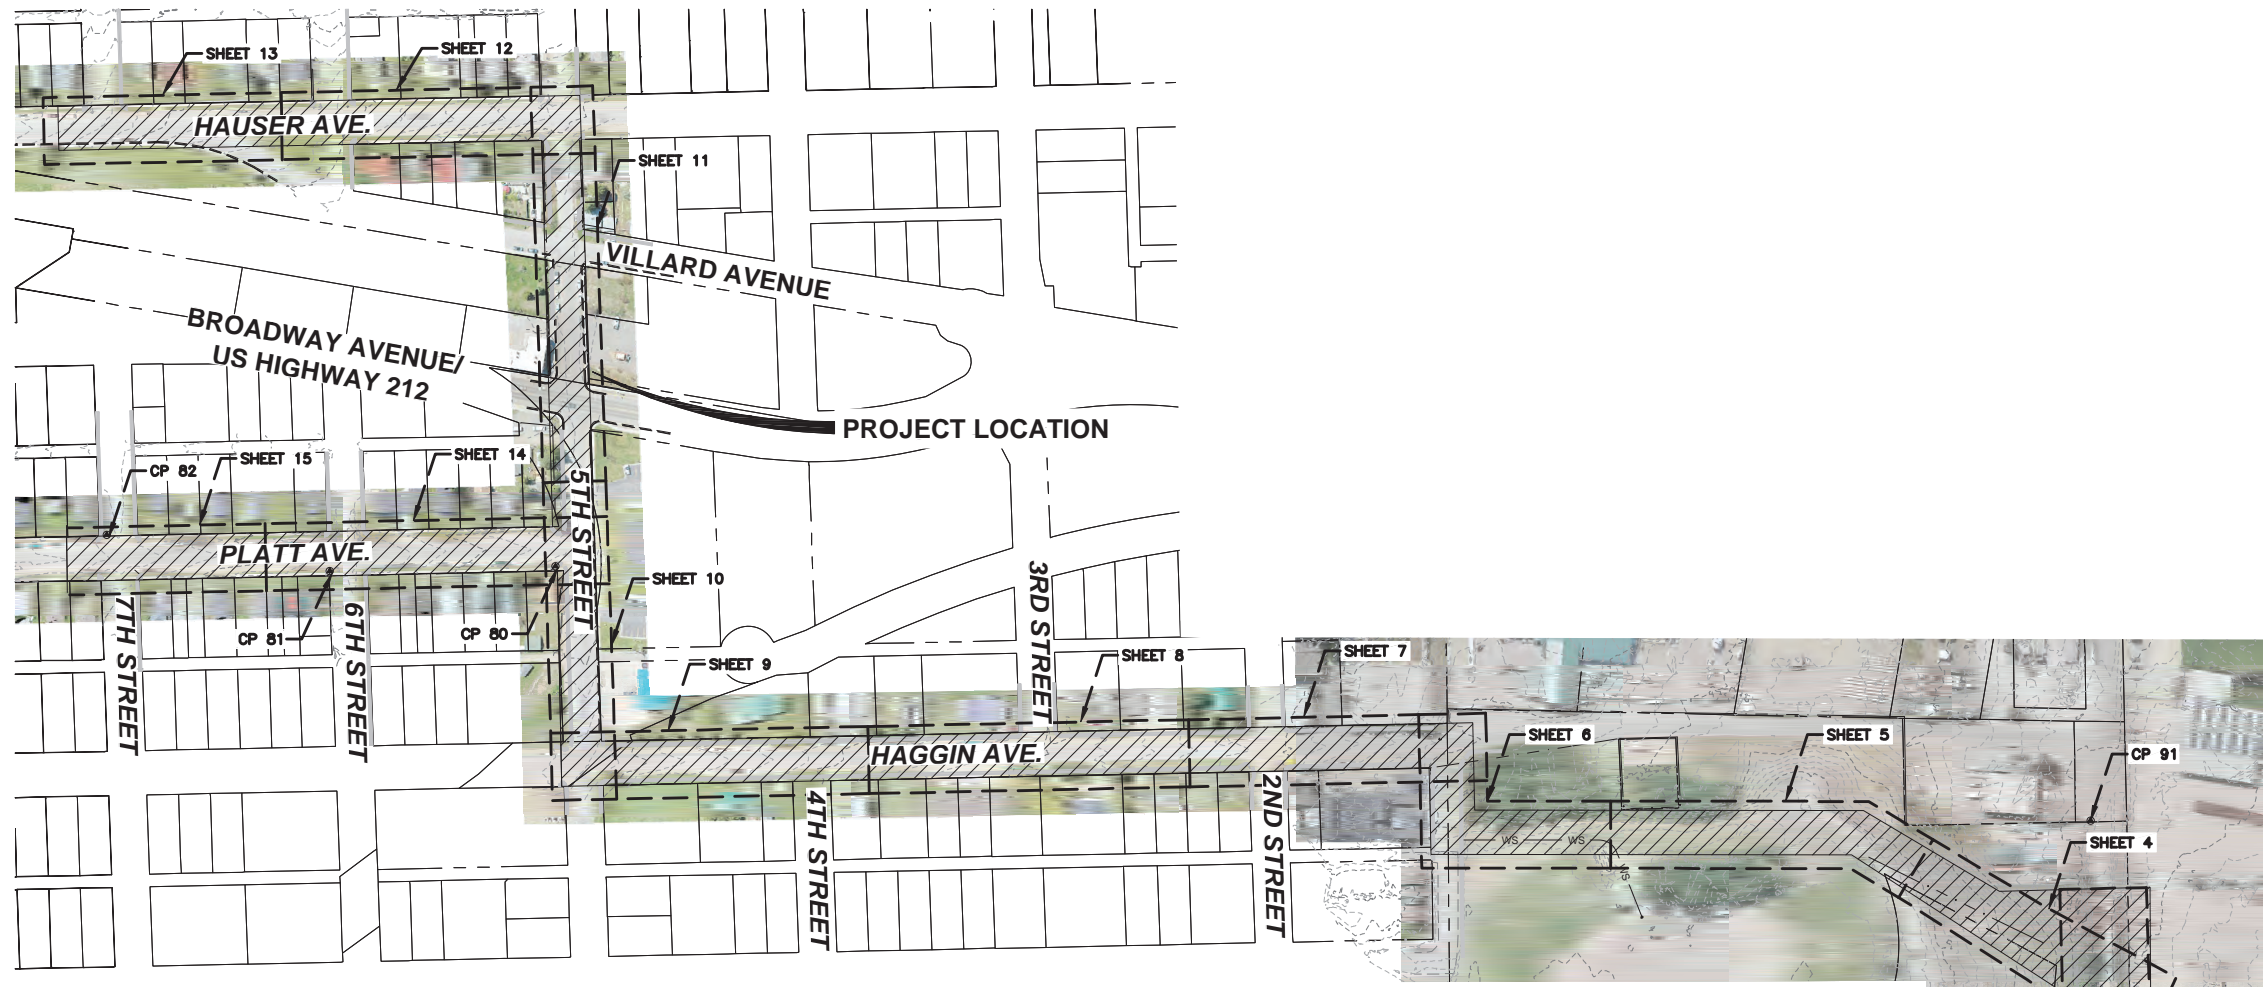 SHEET 13
SHEET 12
HAUSER AVE.
SHEET 11
VILLARD AVENUE
BROADWAY AVENUE/
US HIGHWAY 212
PROJECT LOCATION
SHEET 15
SHEET 14
CP 82
5TH STREET
PLATT AVE.
SHEET 10
3RD STREET
7TH STREET
6TH STREET
CP 81
CP 80
SHEET 9
SHEET 8
SHEET 7
HAGGIN AVE.
SHEET 6
SHEET 5
CP 91
4TH STREET
2ND STREET
WS
WS
WS
SHEET 4